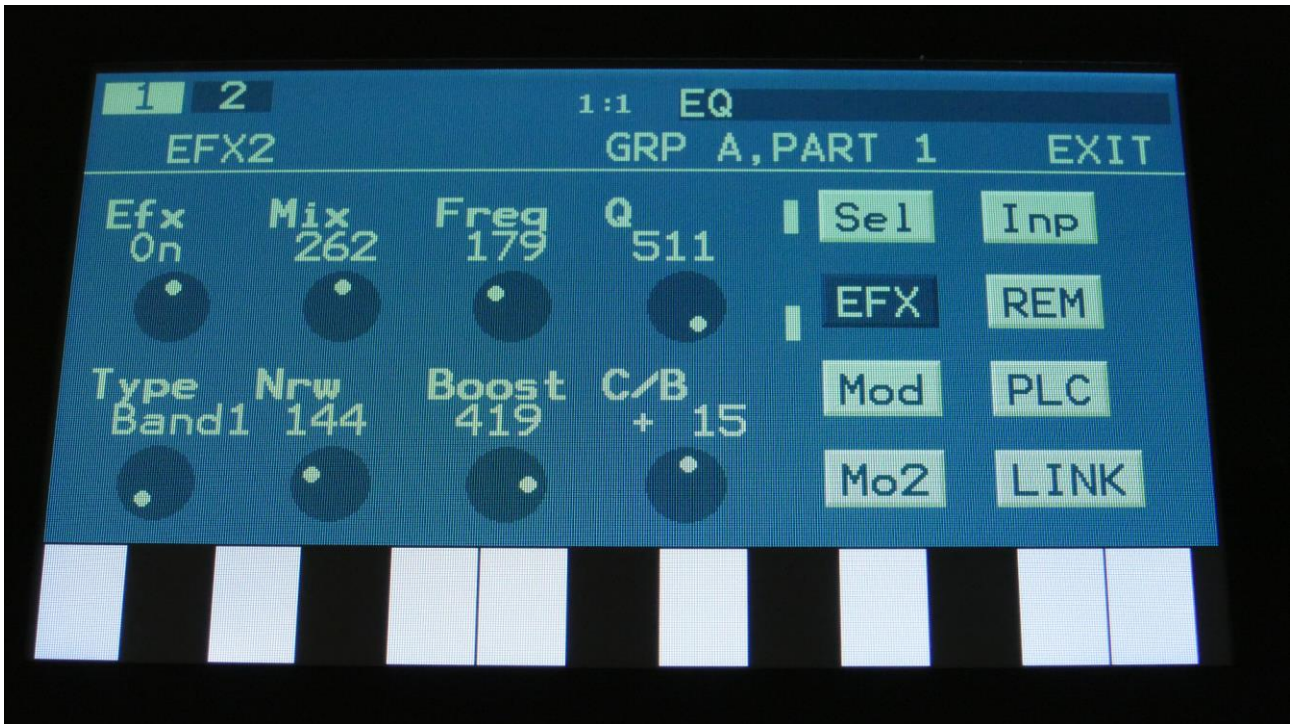 1 2 1:1 EQ
EFX2 GRP A,PART 1 EXIT
Efx Mix Freq Q Sel Inp
On 262 179 511
EFX REM
Type Nrw Boost C/B Mod PLC
Band1 144 419 + 15
Mo2 LINK